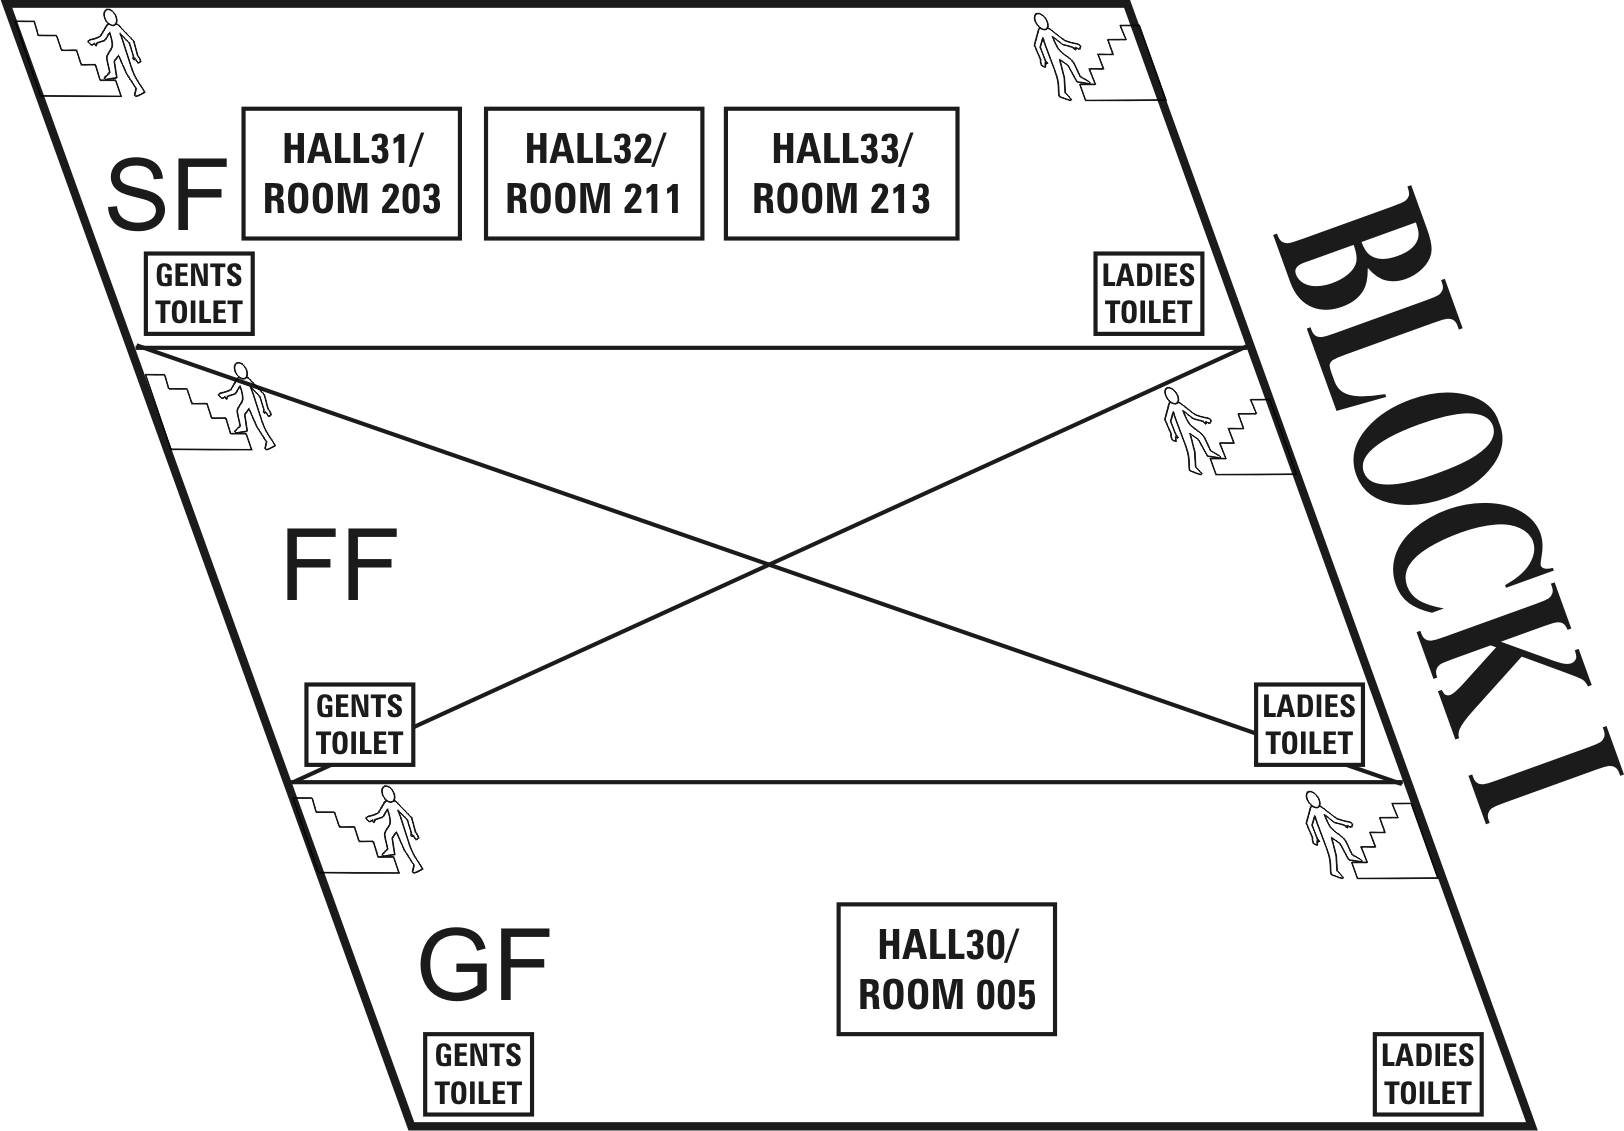 SF
HALL31/
ROOM 203
HALL32/
ROOM 211
HALL33/
ROOM 213
GENTS
TOILET
LADIES
TOILET
FF
GENTS
TOILET
LADIES
TOILET
GF
HALL30/
ROOM 005
GENTS
TOILET
LADIES
TOILET
BLOCK I